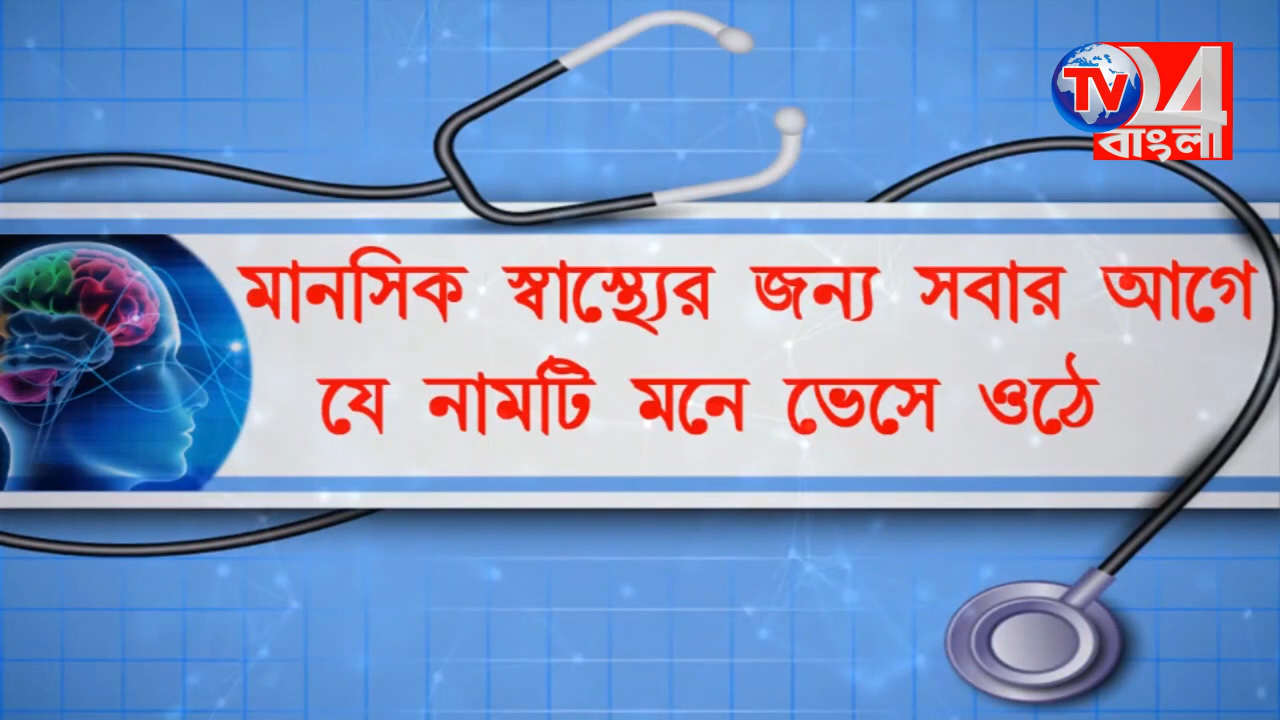 TV 24
বাংলা
মানসিক স্বাস্থ্যের জন্য সবার আগে
যে নামটি মনে ভেসে ওঠে